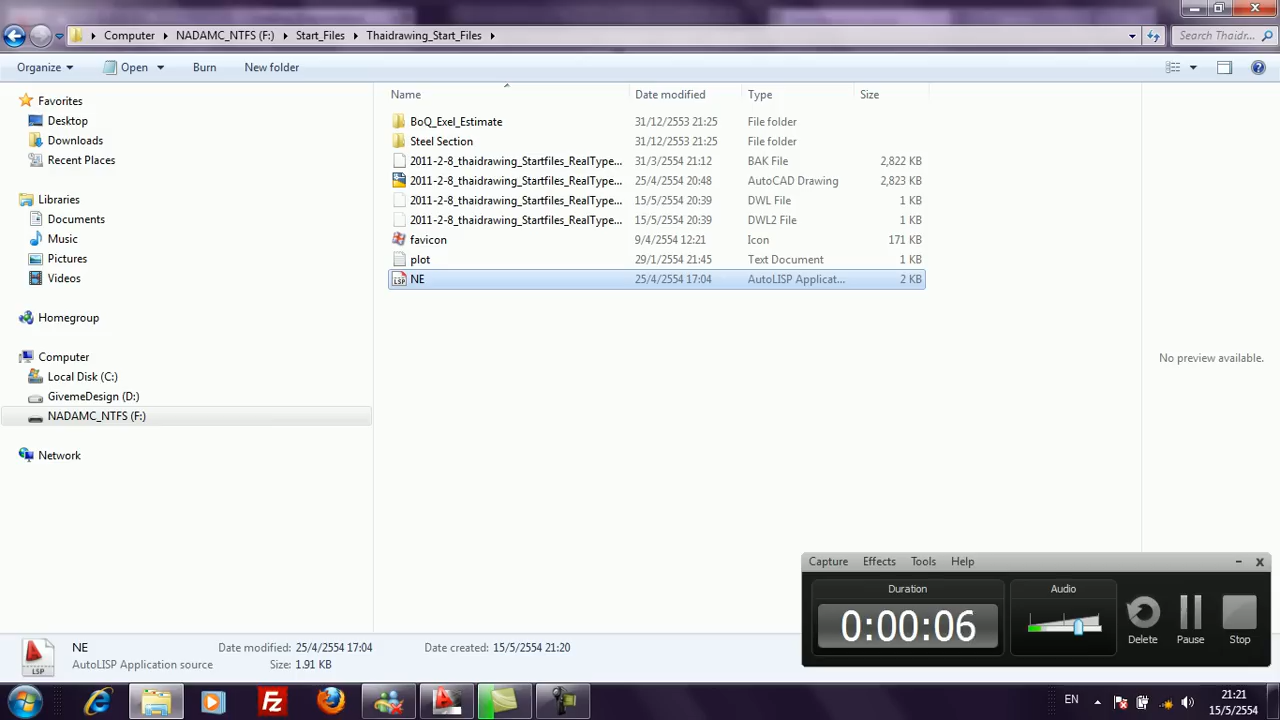 Computer NADAMC_NTFS (F:) Start_Files Thaidrawing_Start_Files Search Thaidr...
Organize Open Burn New folder
Favorites
Desktop
Downloads
Recent Places
Libraries
Documents
Music
Pictures
Videos
Homegroup
Computer
Local Disk (C:)
GivemeDesign (D:)
NADAMC_NTFS (F:)
Network
Name Date modified Type Size
BoQ_Exel_Estimate 31/12/2553 21:25 File folder
Steel Section 31/12/2553 21:25 File folder
2011-2-8_thaidrawing_Startfiles_RealType... 31/3/2554 21:12 BAK File 2,822 KB
2011-2-8_thaidrawing_Startfiles_RealType... 25/4/2554 20:48 AutoCAD Drawing 2,823 KB
2011-2-8_thaidrawing_Startfiles_RealType... 15/5/2554 20:39 DWL File 1 KB
2011-2-8_thaidrawing_Startfiles_RealType... 15/5/2554 20:39 DWL2 File 1 KB
favicon 9/4/2554 12:21 Icon 171 KB
plot 29/1/2554 21:45 Text Document 1 KB
LSP NE 25/4/2554 17:04 AutoLISP Applicat... 2 KB
No preview available.
Capture Effects Tools Help
Duration Audio
0:00:06
Delete Pause Stop
LSP
NE Date modified: 25/4/2554 17:04 Date created: 15/5/2554 21:20
AutoLISP Application source Size: 1.91 KB
EN 21:21
15/5/2554